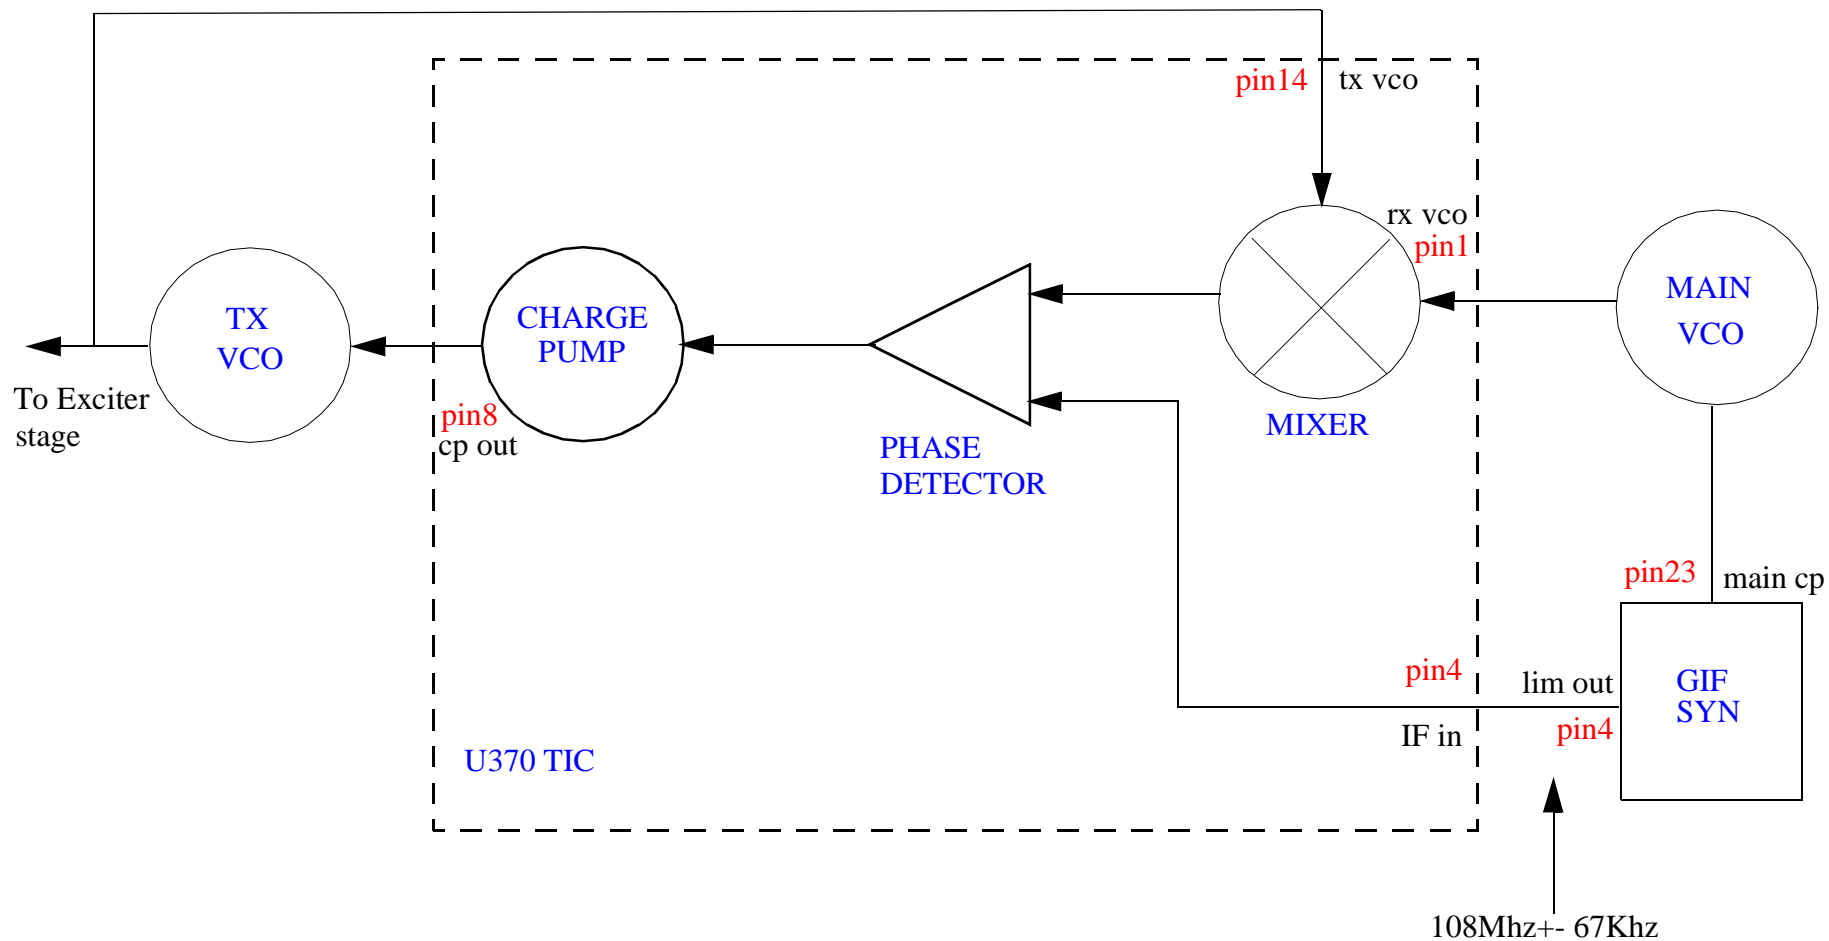 pin14
tx vco
rx vco
pin1
MAIN
VCO
TX
VCO
CHARGE
PUMP
To Exciter
stage
pin8
cp out
PHASE
DETECTOR
MIXER
pin23
main cp
pin4
lim out
GIF
SYN
IF in
pin4
U370 TIC
108Mhz+- 67Khz